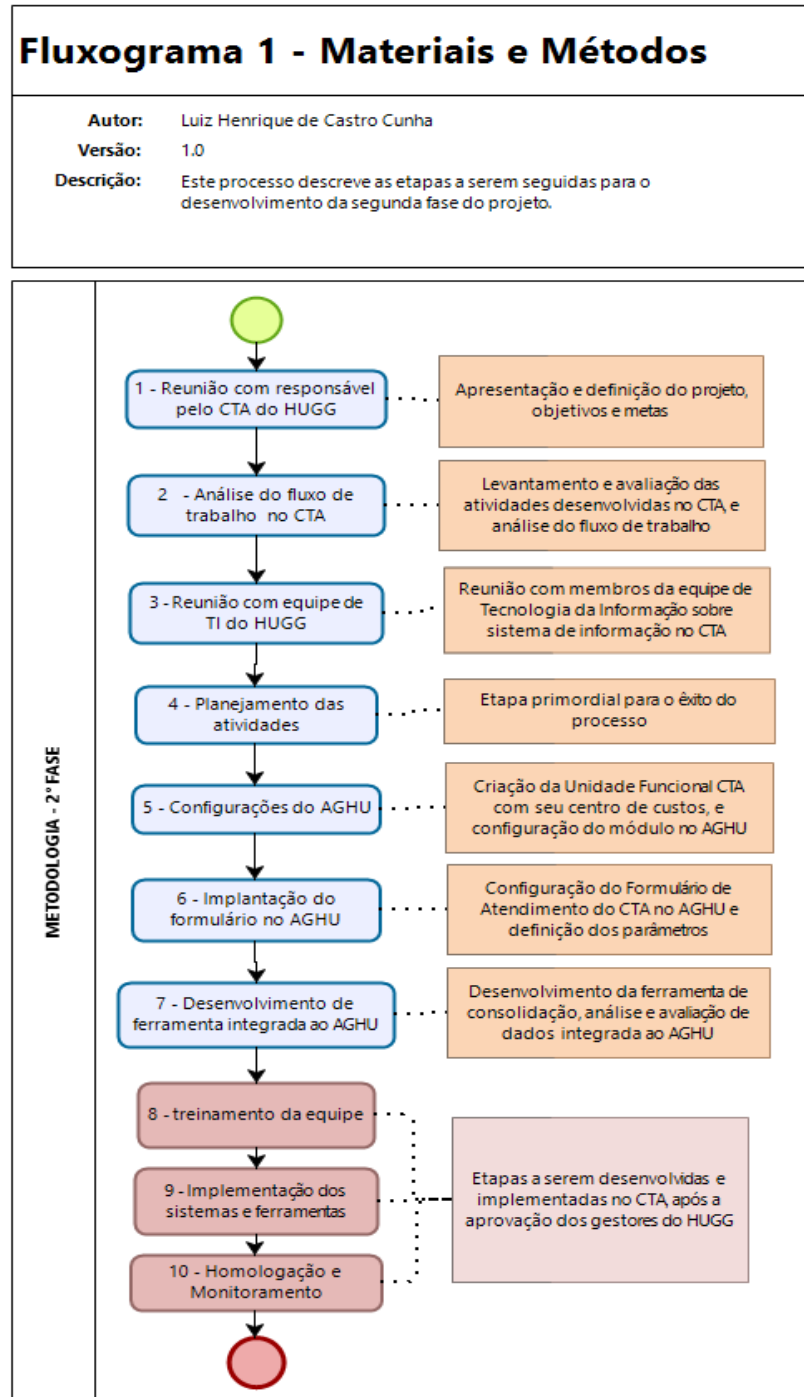 Fluxograma 1 - Materiais e Métodos
Autor: Luiz Henrique de Castro Cunha
Versão: 1.0
Descrição: Este processo descreve as etapas a serem seguidas para o
desenvolvimento da segunda fase do projeto.
METODOLOGIA - 2° FASE
1 - Reunião com responsável
pelo CTA do HUGG
Apresentação e definição do projeto,
objetivos e metas
2 - Análise do fluxo de
trabalho no CTA
Levantamento e avaliação das
atividades desenvolvidas no CTA, e
análise do fluxo de trabalho
3 - Reunião com equipe de
TI do HUGG
Reunião com membros da equipe de
Tecnologia da Informação sobre
sistema de informação no CTA
4 - Planejamento das
atividades
Etapa primordial para o êxito do
processo
5 - Configurações do AGHU
Criação da Unidade Funcional CTA
com seu centro de custos, e
configuração do módulo no AGHU
6 - Implantação do
formulário no AGHU
Configuração do Formulário de
Atendimento do CTA no AGHU e
definição dos parâmetros
7 - Desenvolvimento de
ferramenta integrada ao AGHU
Desenvolvimento da ferramenta de
consolidação, análise e avaliação de
dados integrada ao AGHU
8 - treinamento da equipe
9 - Implementação dos
sistemas e ferramentas
10 - Homologação e
Monitoramento
Etapas a serem desenvolvidas e
implementadas no CTA, após a
aprovação dos gestores do HUGG